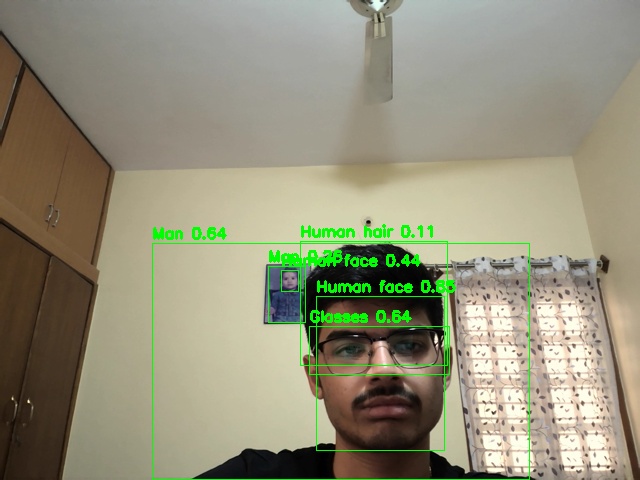 Man 0.64
Human hair 0.11
Human face 0.44
Human face 0.85
Glasses 0.64